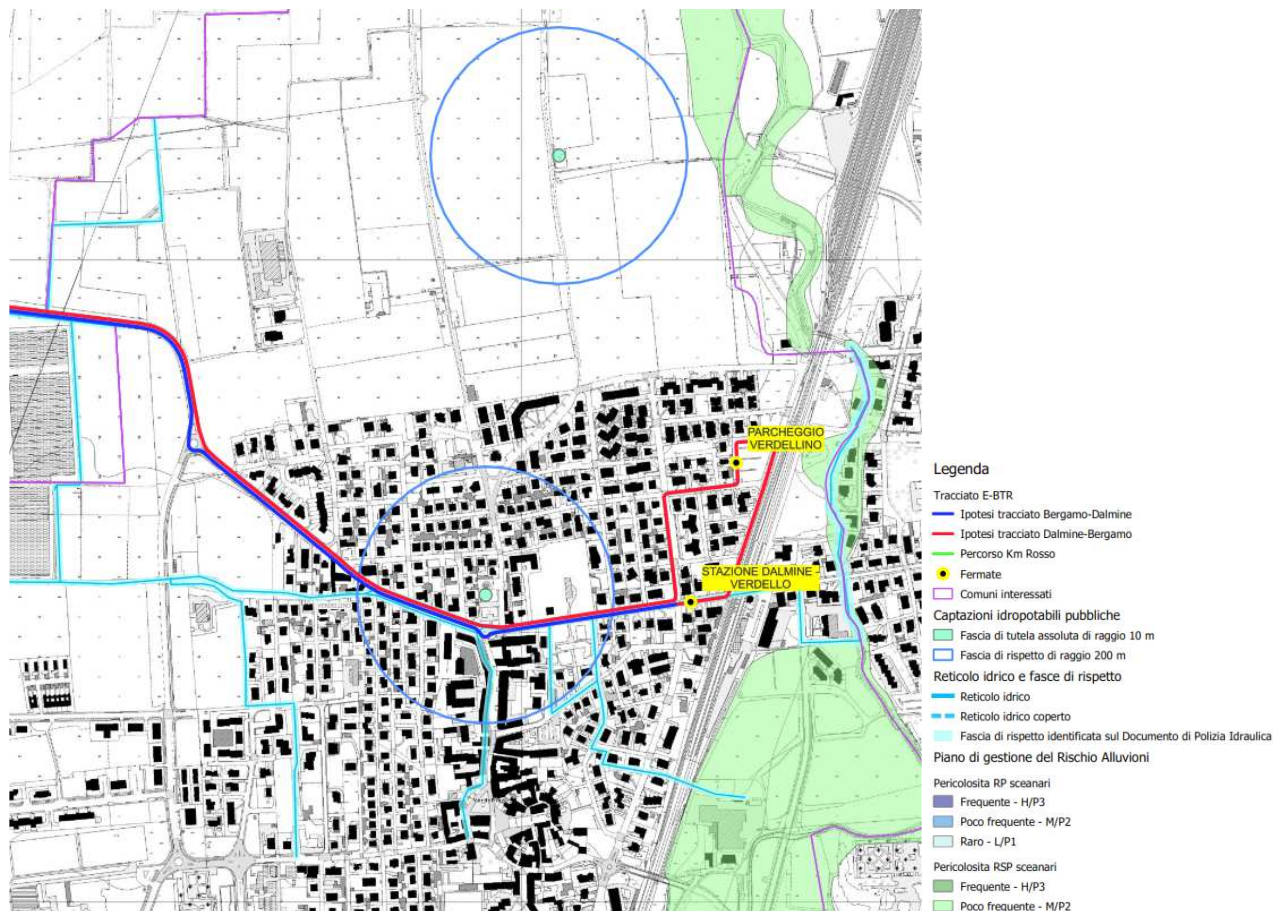 PARCHEGGIO
VERDELLINO
STAZIONE DALMINE -
VERDELLO
Legenda
Tracciato E-BTR
Ipotesi tracciato Bergamo-Dalmine
Ipotesi tracciato Dalmine-Bergamo
Percorso Km Rosso
Fermate
Comuni interessati
Captazioni idropotabili pubbliche
Fascia di tutela assoluta di raggio 10 m
Fascia di rispetto di raggio 200 m
Reticolo idrico e fasce di rispetto
Reticolo idrico
Reticolo idrico coperto
Fascia di rispetto identificata sul Documento di Polizia Idraulica
Piano di gestione del Rischio Alluvioni
Pericolosita RP sceanari
Frequente - H/P3
Poco frequente - M/P2
Raro - L/P1
Pericolosita RSP sceanari
Frequente - H/P3
Poco frequente - M/P2